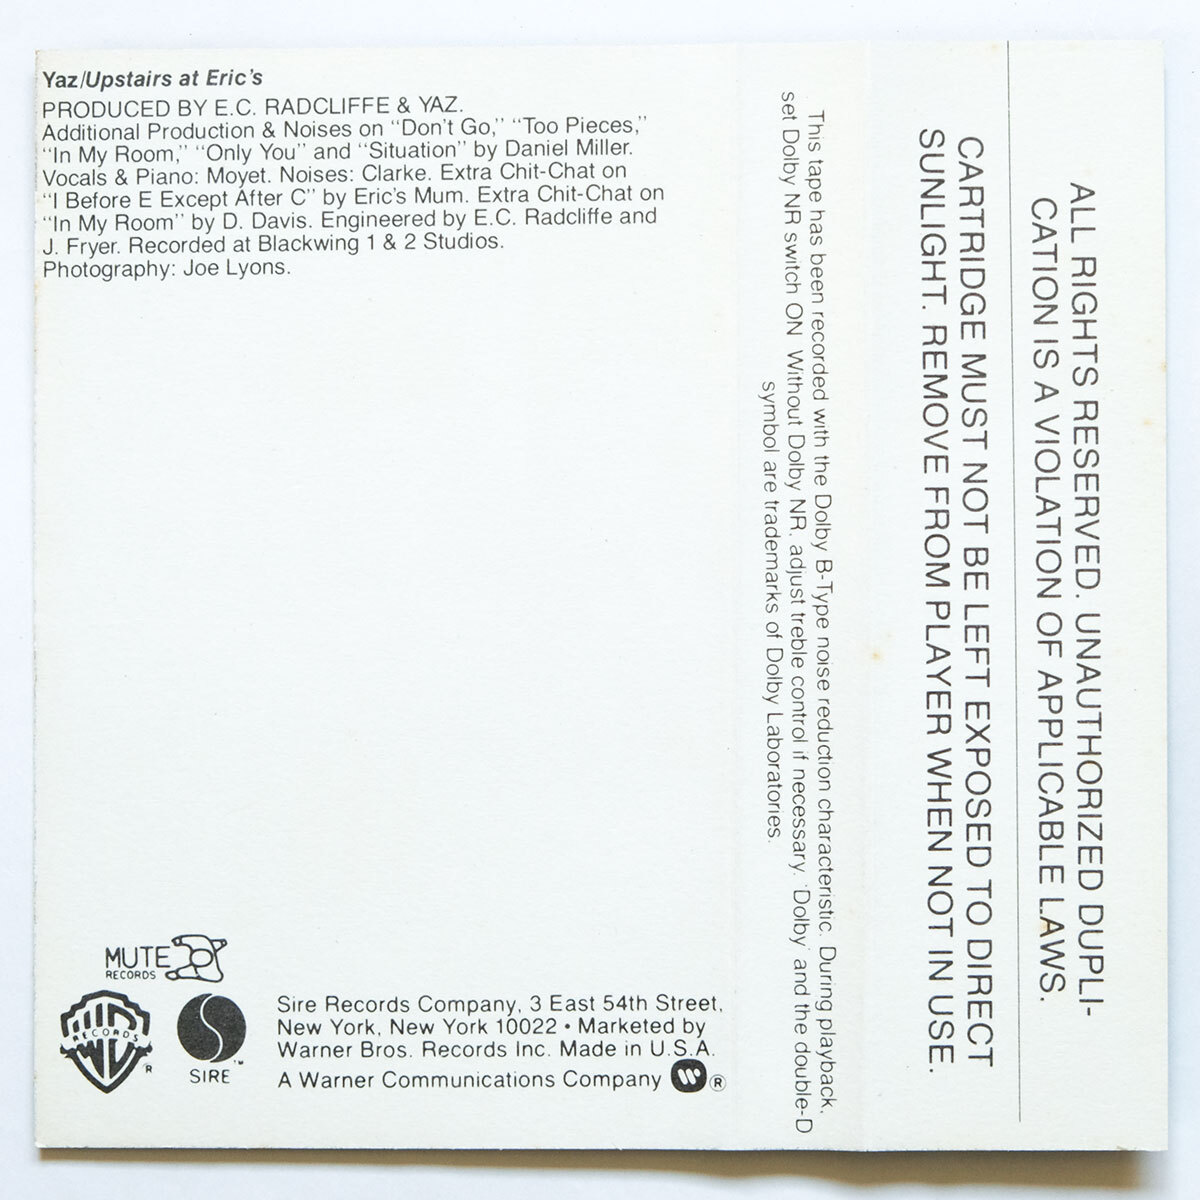 Yaz/Upstairs at Eric's
PRODUCED BY E.C. RADCLIFFE & YAZ.
Additional Production & Noises on "Don't Go," "Too Pieces,"
"In My Room," "Only You" and "Situation" by Daniel Miller.
Vocals & Piano: Moyet. Noises: Clarke. Extra Chit-Chat on
"I Before E Except After C" by Eric's Mum. Extra Chit-Chat on
"In My Room" by D. Davis. Engineered by E.C. Radcliffe and
J. Fryer. Recorded at Blackwing 1 & 2 Studios.
Photography: Joe Lyons.
MUTE
RECORDS
RECORDS
®
SIRE
™
Sire Records Company, 3 East 54th Street,
New York, New York 10022 • Marketed by
Warner Bros. Records Inc. Made in U.S.A.
A Warner Communications Company ®
This tape has been recorded with the Dolby B-Type noise reduction characteristic. During playback,
set Dolby NR switch ON. Without Dolby NR, adjust treble control if necessary. 'Dolby' and the double-D
symbol are trademarks of Dolby Laboratories.
CARTRIDGE MUST NOT BE LEFT EXPOSED TO DIRECT
SUNLIGHT. REMOVE FROM PLAYER WHEN NOT IN USE.
ALL RIGHTS RESERVED. UNAUTHORIZED DUPLI-
CATION IS A VIOLATION OF APPLICABLE LAWS.